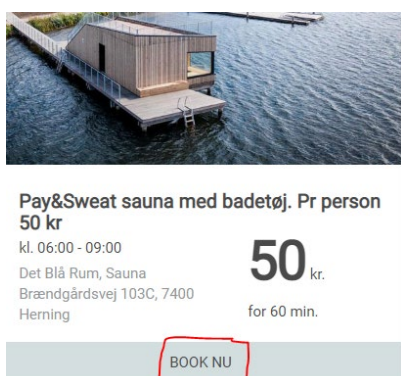 Pay&Sweat sauna med badetøj. Pr person
50 kr
kl. 06:00 - 09:00
Det Blå Rum, Sauna
Brændgårdsvej 103C, 7400
Herning
50 kr.
for 60 min.
BOOK NU